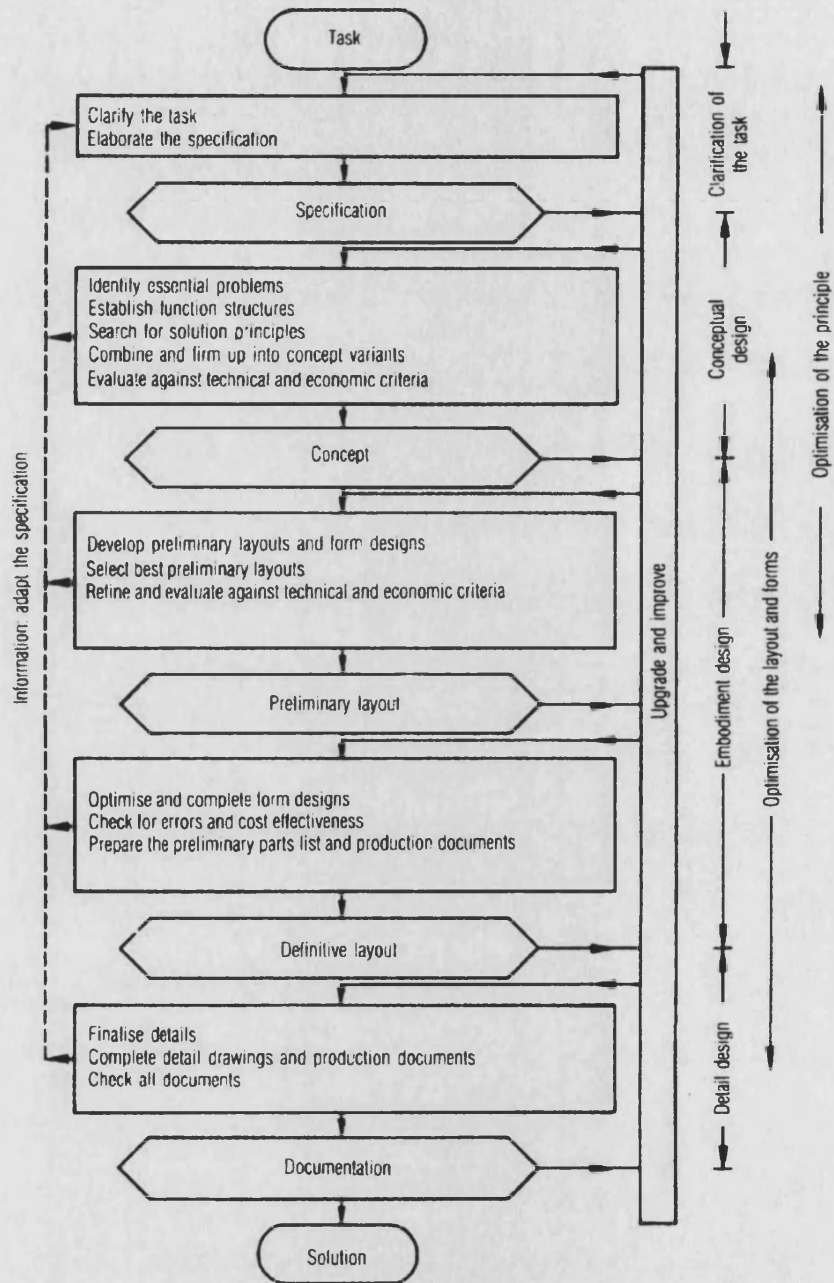 Task
Clarify the task
Elaborate the specification
Specification
Identify essential problems
Establish function structures
Search for solution principles
Combine and firm up into concept variants
Evaluate against technical and economic criteria
Concept
Develop preliminary layouts and form designs
Select best preliminary layouts
Refine and evaluate against technical and economic criteria
Preliminary layout
Optimise and complete form designs
Check for errors and cost effectiveness
Prepare the preliminary parts list and production documents
Definitive layout
Finalise details
Complete detail drawings and production documents
Check all documents
Documentation
Solution
Information: adapt the specification
Upgrade and improve
Clarification of
the task
Conceptual
design
Embodiment design
Detail design
Optimisation of the layout and forms
Optimisation of the principle